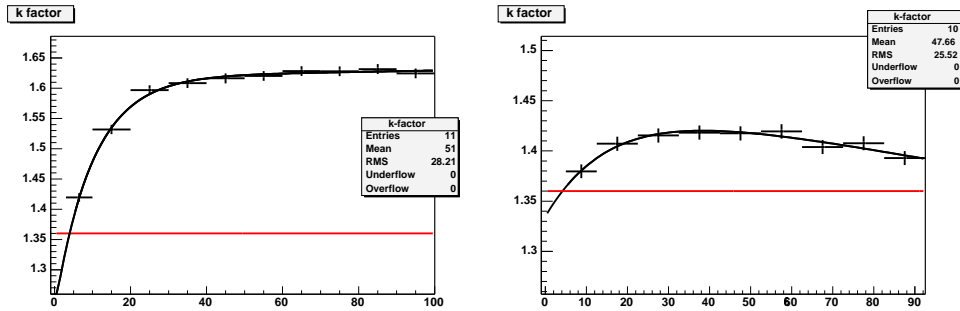 k factor
1.65
1.6
1.55
1.5
1.45
1.4
1.35
1.3
0 20 40 60 80 100
k-factor
Entries 11
Mean 51
RMS 28.21
Underflow 0
Overflow 0
k factor
1.5
1.45
1.4
1.35
1.3
0 10 20 30 40 50 60 70 80 90
k-factor
Entries 10
Mean 47.66
RMS 25.52
Underflow 0
Overflow 0